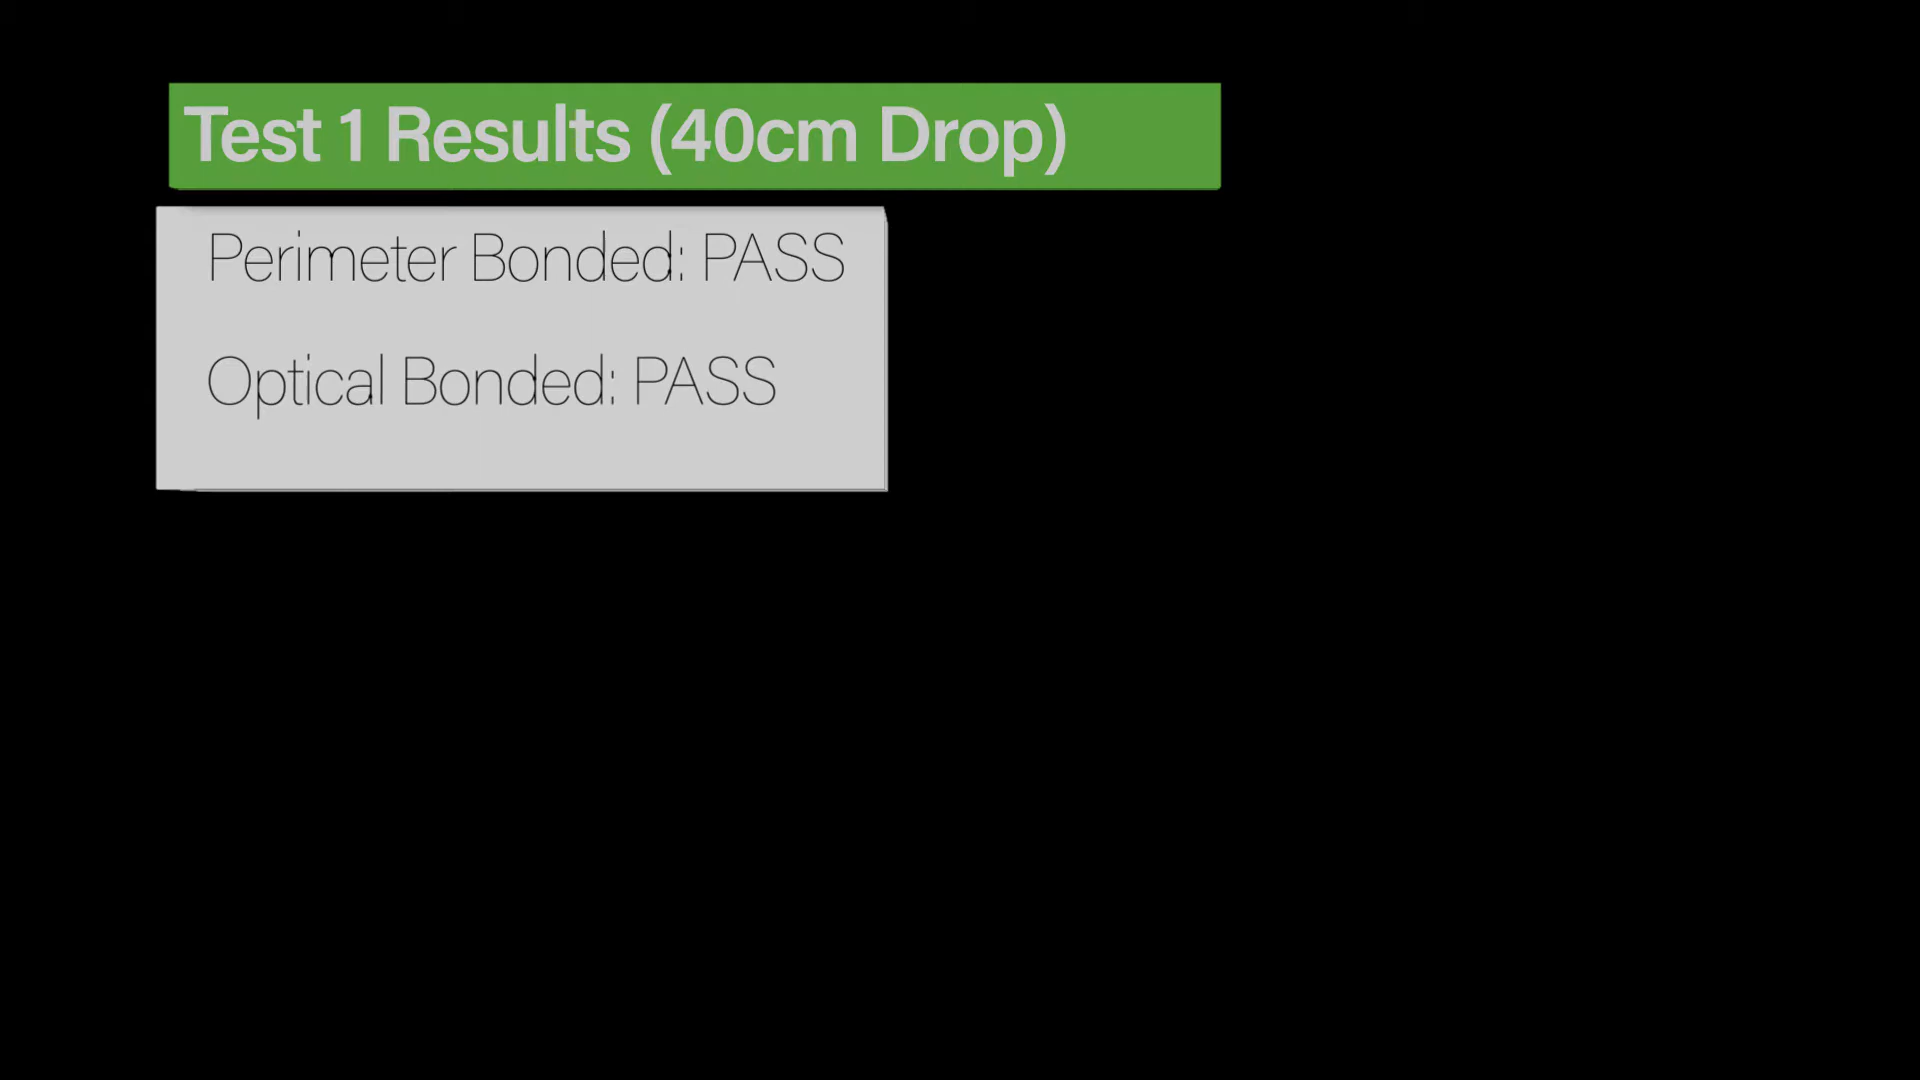 Test 1 Results (40cm Drop)
Perimeter Bonded: PASS
Optical Bonded: PASS